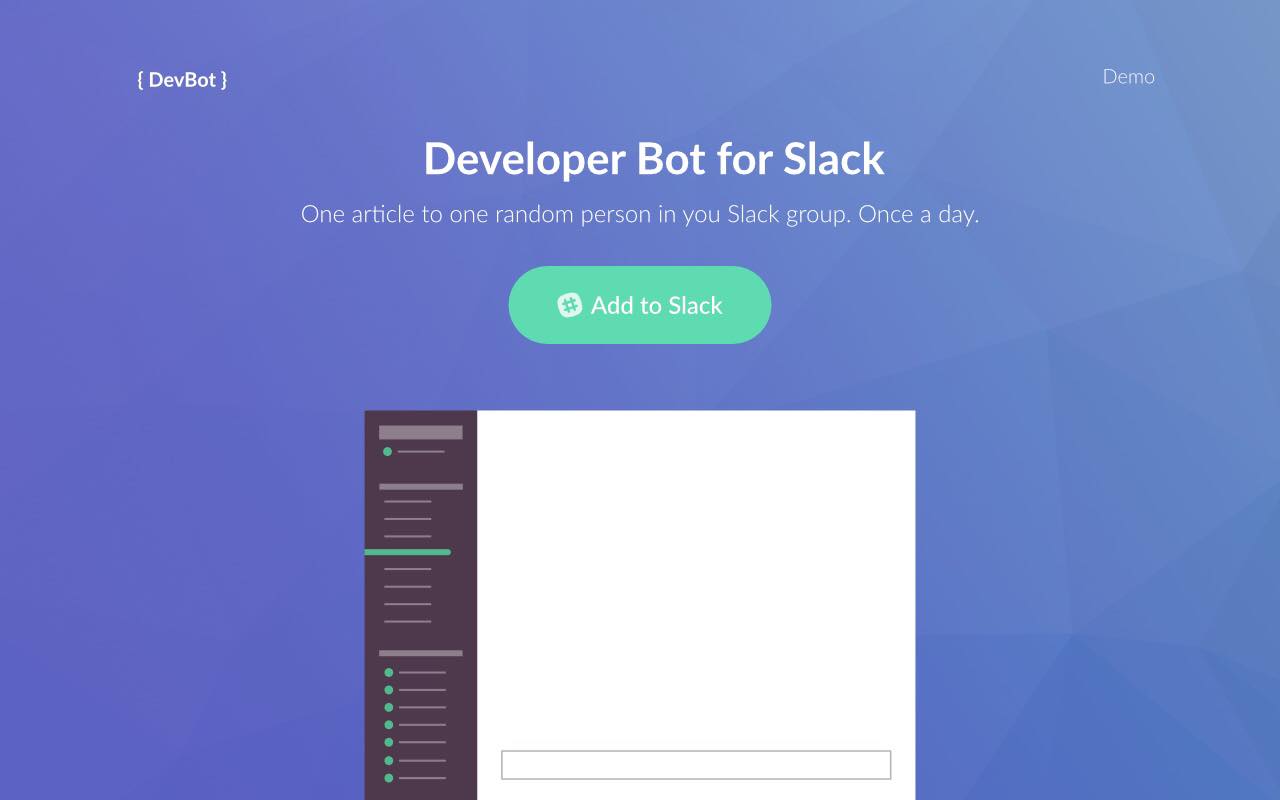 { DevBot }
Demo
Developer Bot for Slack
One article to one random person in you Slack group. Once a day.
Add to Slack